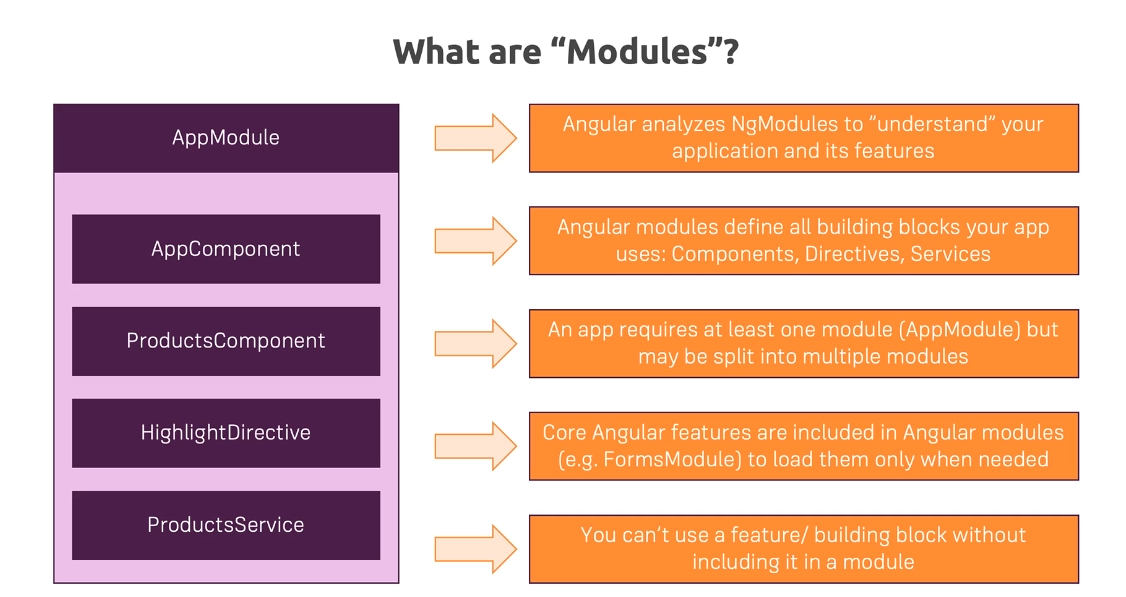 What are “Modules”?
AppModule
AppComponent
ProductsComponent
HighlightDirective
ProductsService
Angular analyzes NgModules to “understand” your
application and its features
Angular modules define all building blocks your app
uses: Components, Directives, Services
An app requires at least one module (AppModule) but
may be split into multiple modules
Core Angular features are included in Angular modules
(e.g. FormsModule) to load them only when needed
You can’t use a feature/ building block without
including it in a module